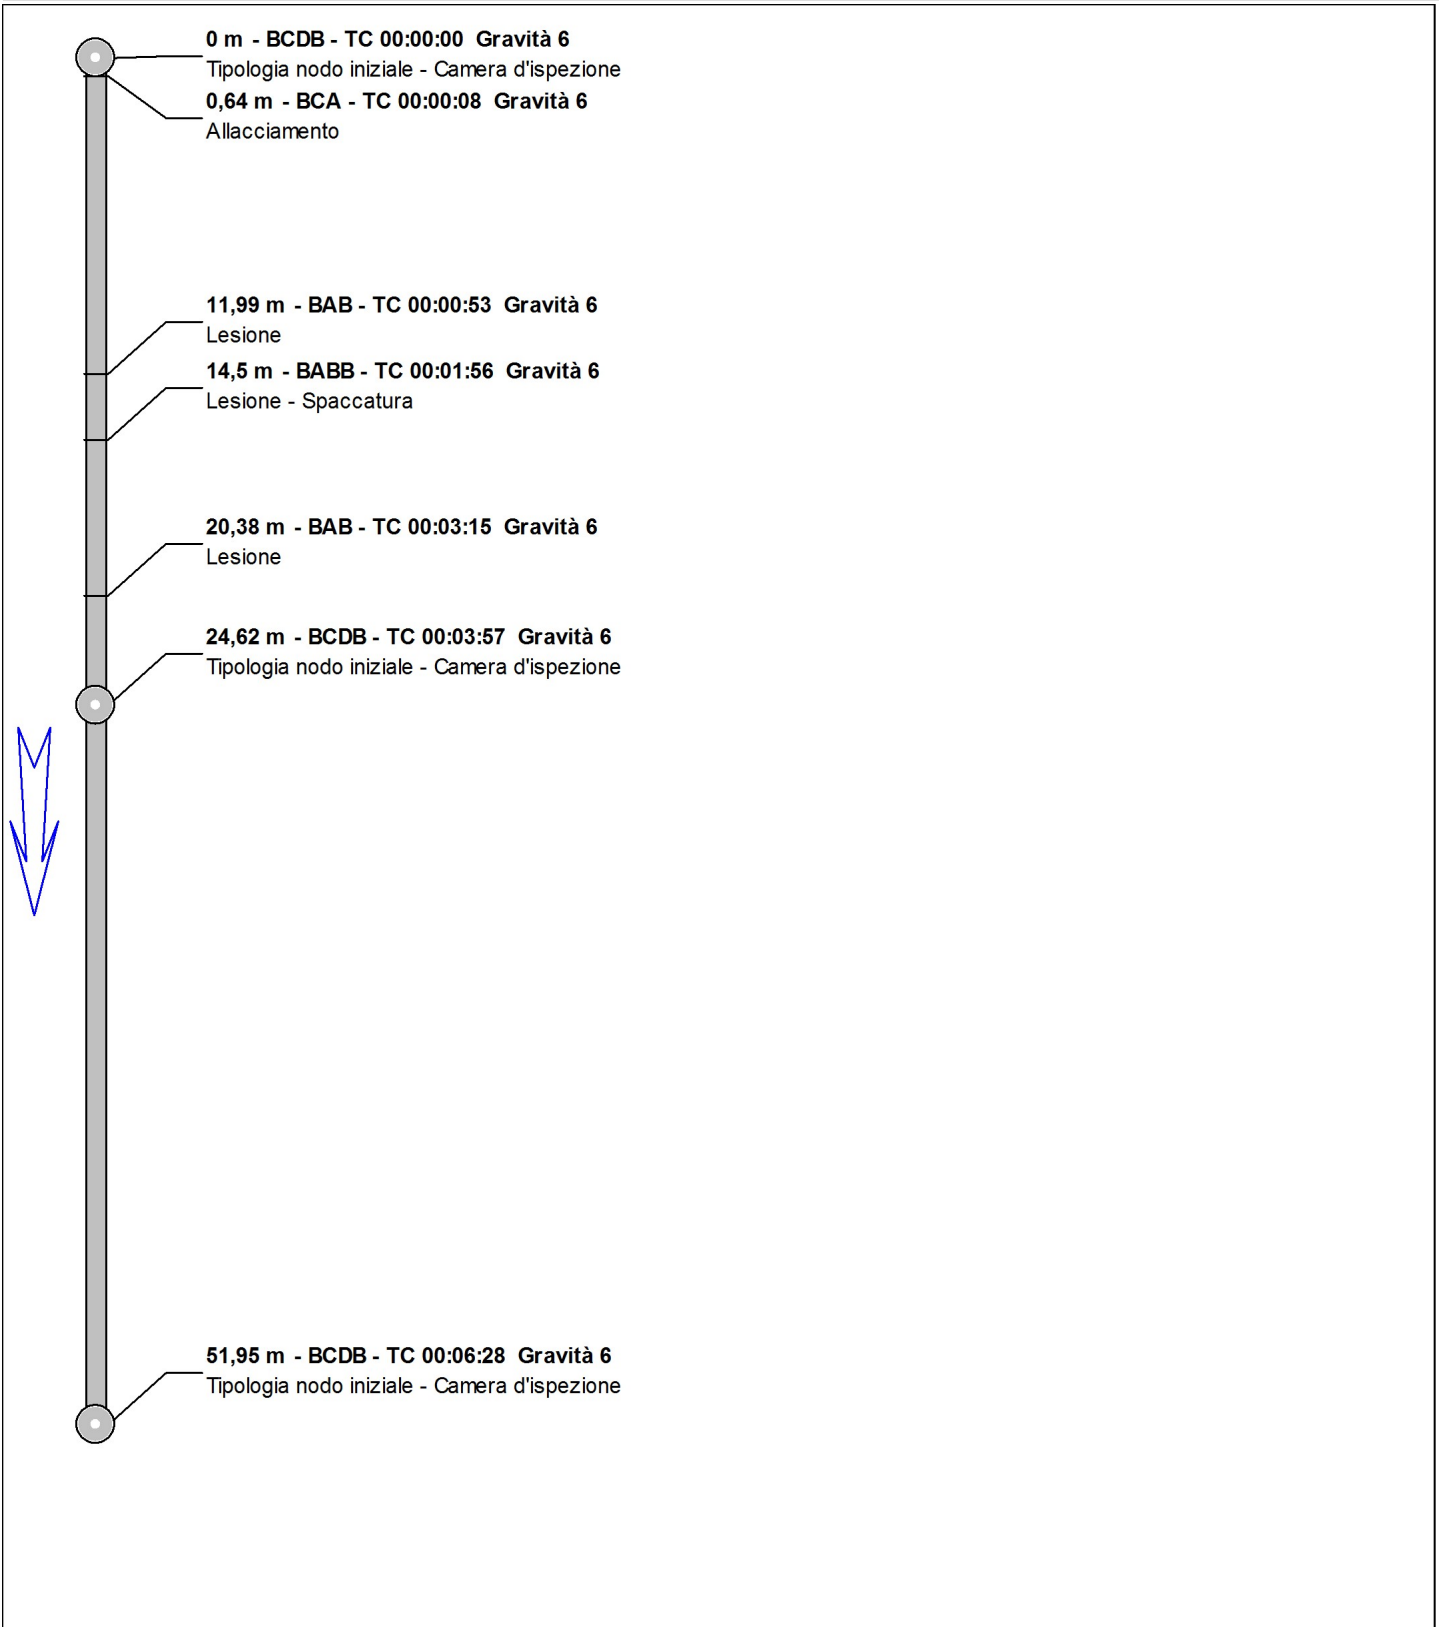 0 m - BCDB - TC 00:00:00 Gravità 6
Tipologia nodo iniziale - Camera d'ispezione
0,64 m - BCA - TC 00:00:08 Gravità 6
Allacciamento
11,99 m - BAB - TC 00:00:53 Gravità 6
Lesione
14,5 m - BABB - TC 00:01:56 Gravità 6
Lesione - Spaccatura
20,38 m - BAB - TC 00:03:15 Gravità 6
Lesione
24,62 m - BCDB - TC 00:03:57 Gravità 6
Tipologia nodo iniziale - Camera d'ispezione
51,95 m - BCDB - TC 00:06:28 Gravità 6
Tipologia nodo iniziale - Camera d'ispezione